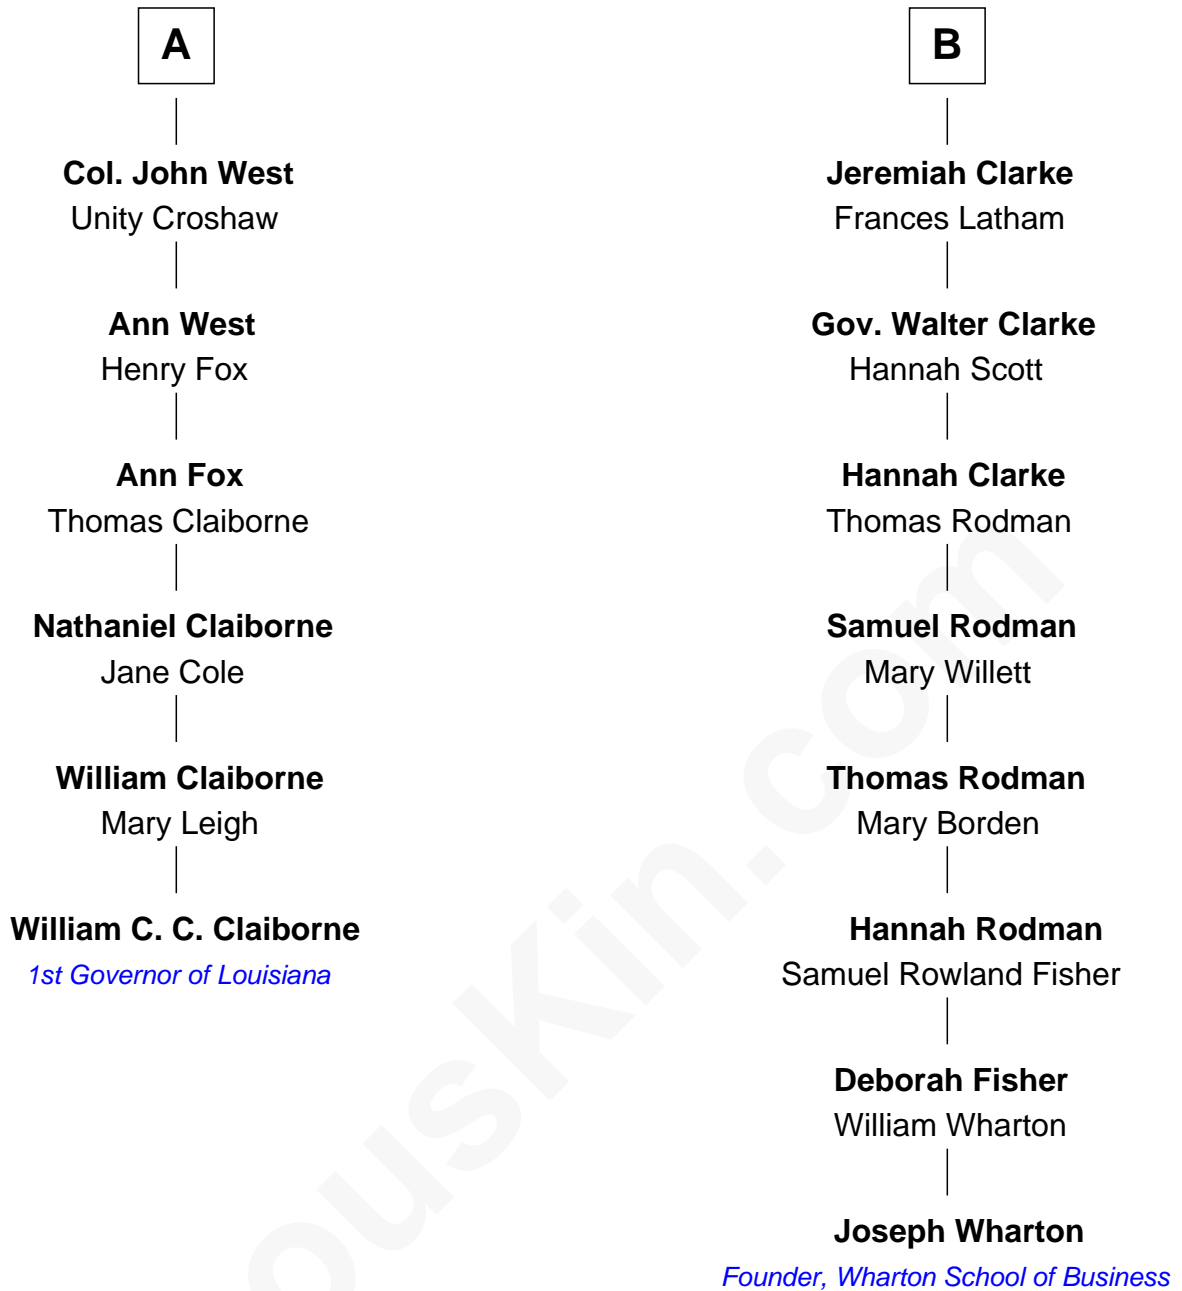 A
Col. John West
Unity Croshaw
Ann West
Henry Fox
Ann Fox
Thomas Claiborne
Nathaniel Claiborne
Jane Cole
William Claiborne
Mary Leigh
William C. C. Claiborne
1st Governor of Louisiana
B
Jeremiah Clarke
Frances Latham
Gov. Walter Clarke
Hannah Scott
Hannah Clarke
Thomas Rodman
Samuel Rodman
Mary Willett
Thomas Rodman
Mary Borden
Hannah Rodman
Samuel Rowland Fisher
Deborah Fisher
William Wharton
Joseph Wharton
Founder, Wharton School of Business
ousKin.com